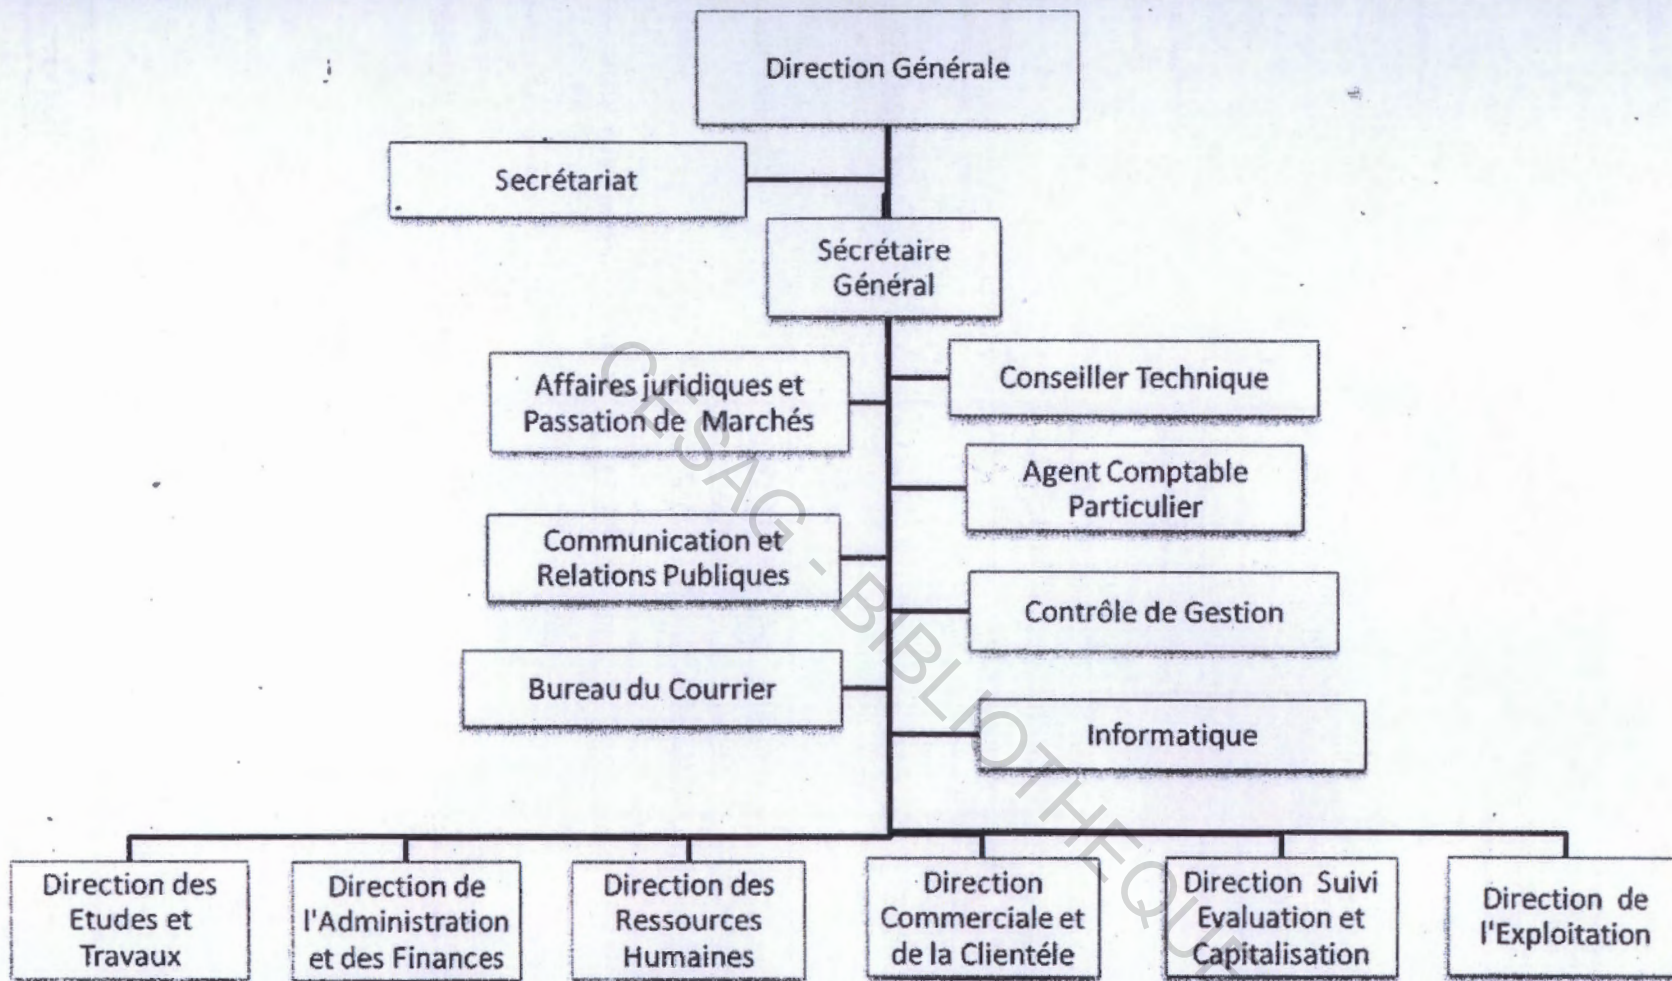 Direction Générale
Secrétariat
Sécrétaire
Général
Affaires juridiques et
Passation de Marchés
Conseiller Technique
Agent Comptable
Particulier
Communication et
Relations Publiques
Contrôle de Gestion
Bureau du Courrier
Informatique
Direction des
Etudes et
Travaux
Direction de
l'Administration
et des Finances
Direction des
Ressources
Humaines
Direction
Commerciale et
de la Clientéle
Direction Suivi
Evaluation et
Capitalisation
Direction de
l'Exploitation
CESAG - BIBLIOTHEQUE